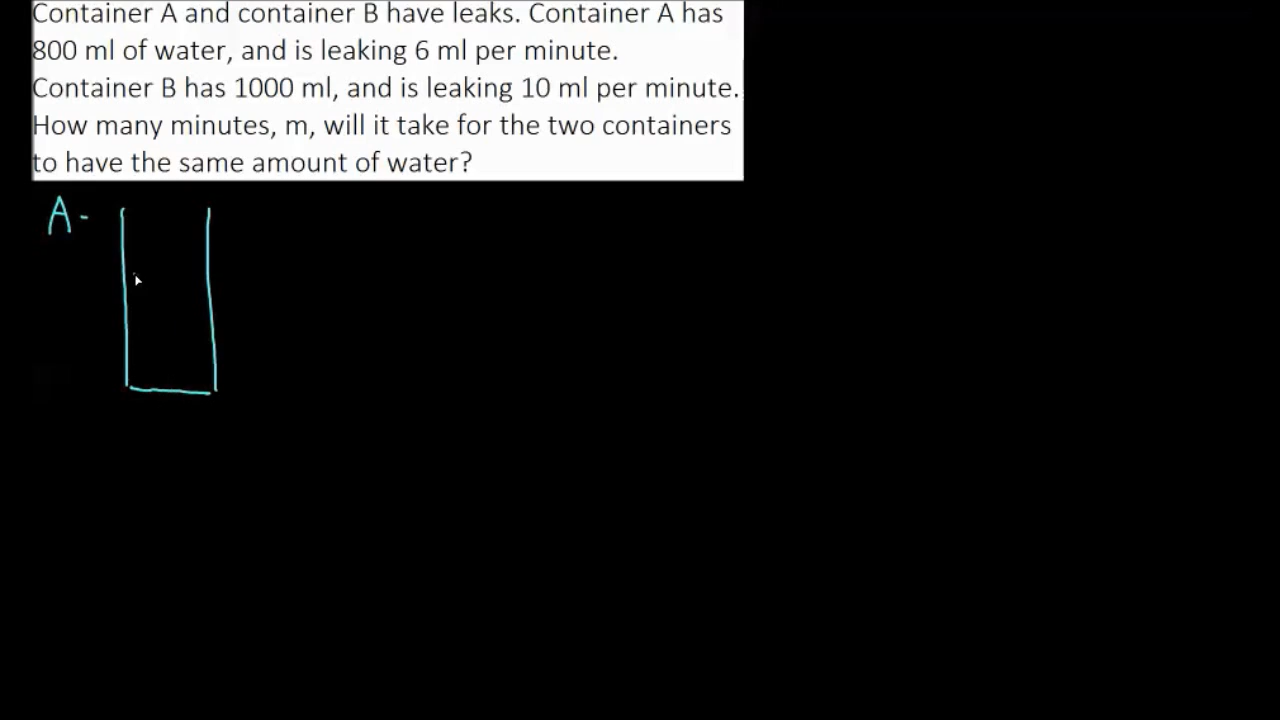 Container A and container B have leaks. Container A has
800 ml of water, and is leaking 6 ml per minute.
Container B has 1000 ml, and is leaking 10 ml per minute.
How many minutes, m, will it take for the two containers
to have the same amount of water?
A -